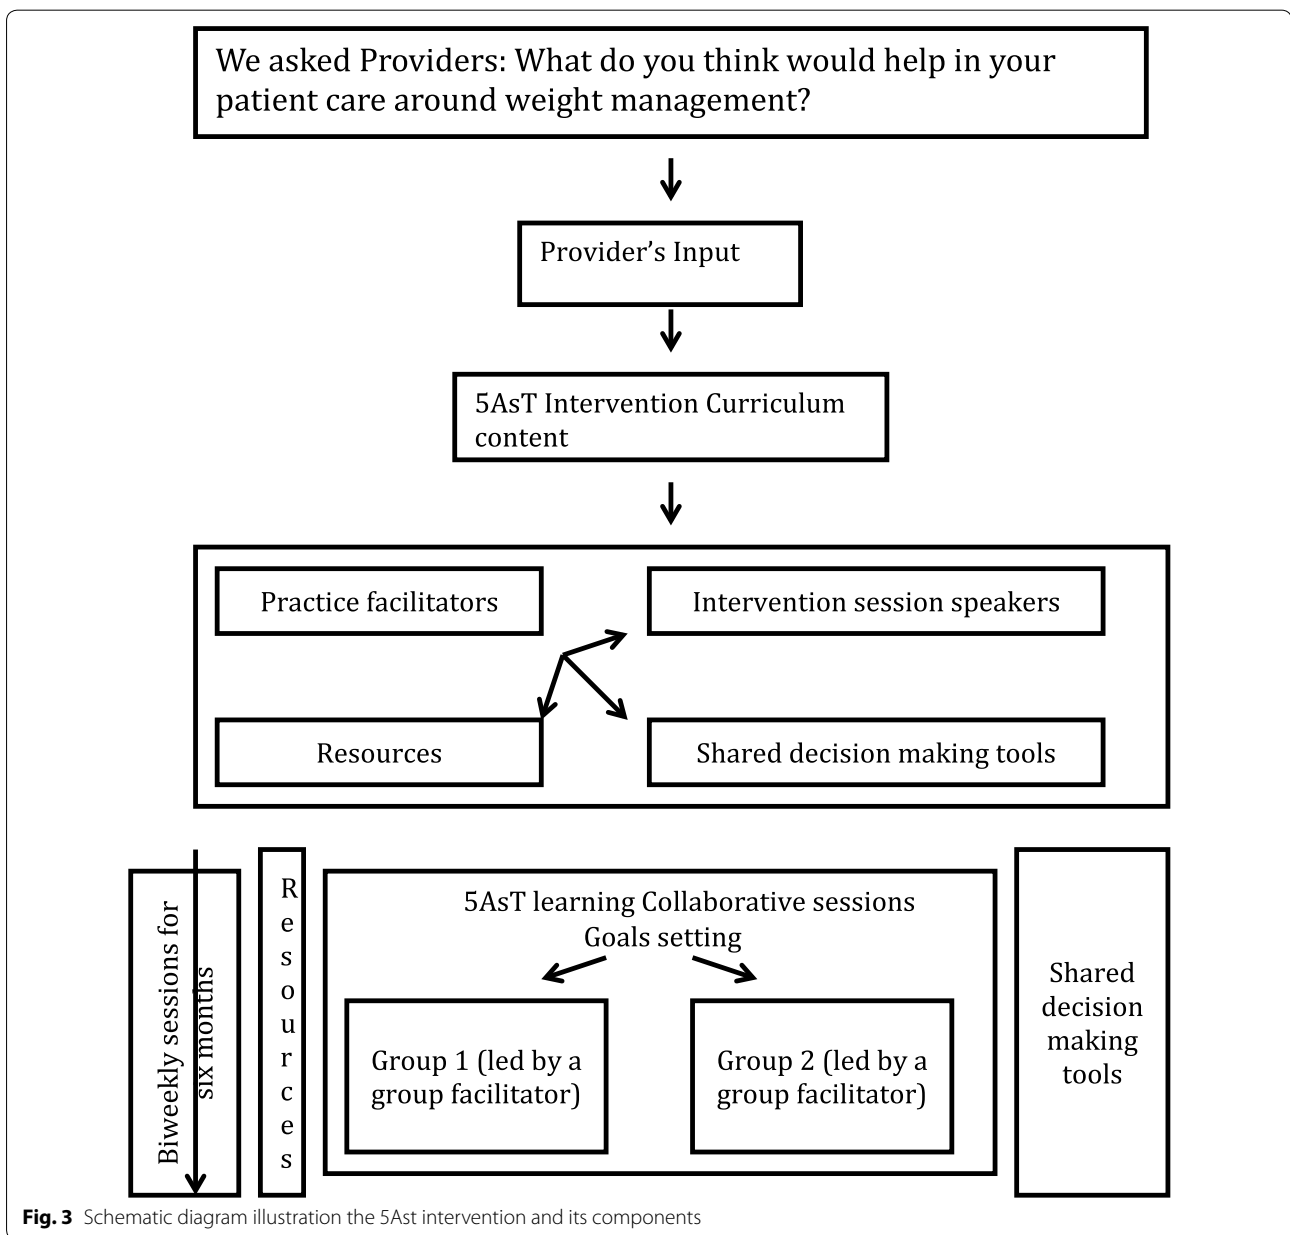 We asked Providers: What do you think would help in your
patient care around weight management?
Provider’s Input
5AsT Intervention Curriculum
content
Practice facilitators
Intervention session speakers
Resources
Shared decision making tools
Biweekly sessions for
six months
Resources
5AsT learning Collaborative sessions
Goals setting
Group 1 (led by a
group facilitator)
Group 2 (led by a
group facilitator)
Shared
decision
making
tools
Fig. 3 Schematic diagram illustration the 5Ast intervention and its components